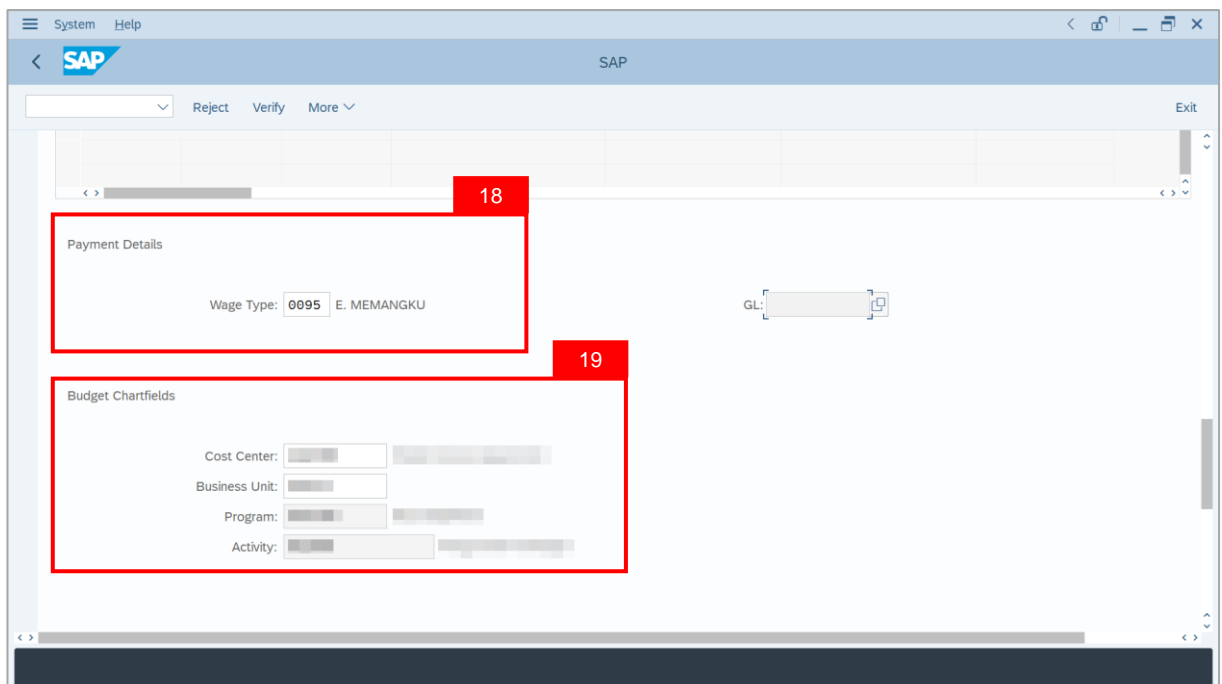 System Help
SAP
SAP
Reject Verify More Exit
18
Payment Details
Wage Type: 0095 E. MEMANGKU GL:
19
Budget Chartfields
Cost Center:
Business Unit:
Program:
Activity: